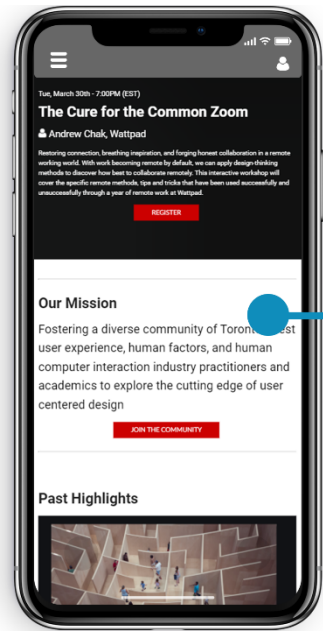 Tue, March 30th - 7:00PM (EST)
The Cure for the Common Zoom
Andrew Chak, Wattpad
Restoring connection, breathing inspiration, and forging honest collaboration in a remote
working world. With work becoming remote by default, we can apply design-thinking
methods to discover how best to collaborate remotely. This interactive workshop will
cover the specific remote methods, tips and tricks that have been used successfully and
unsuccessfully through a year of remote work at Wattpad.
REGISTER
Our Mission
Fostering a diverse community of
user experience, human factors, and human
computer interaction industry practitioners and
academics to explore the cutting edge of user
centered design
JOIN THE COMMUNITY
Past Highlights